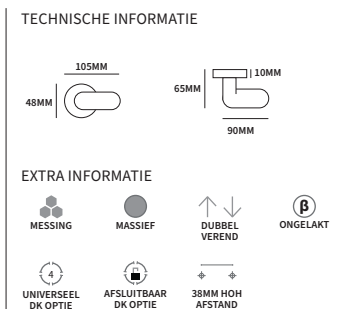 TECHNISCHE INFORMATIE
105MM
48MM
10MM
65MM
90MM
EXTRA INFORMATIE
MESSING
MASSIEF
DUBBEL
VEREND
β
ONGELAKT
4
UNIVERSEEL
DK OPTIE
AFSLUITBAAR
DK OPTIE
38MM HOH
AFSTAND